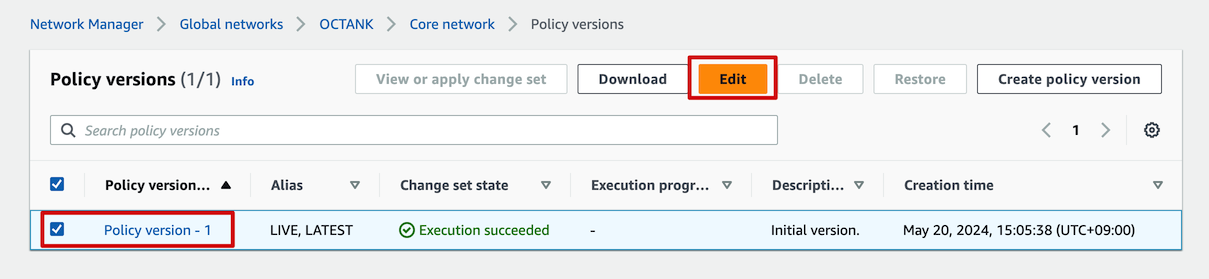 Network Manager > Global networks > OCTANK > Core network > Policy versions
Policy versions (1/1) Info View or apply change set Download Edit Delete Restore Create policy version
Search policy versions 1
Policy version... Alias Change set state Execution progr... Descripti... Creation time
Policy version - 1 LIVE, LATEST Execution succeeded - Initial version. May 20, 2024, 15:05:38 (UTC+09:00)